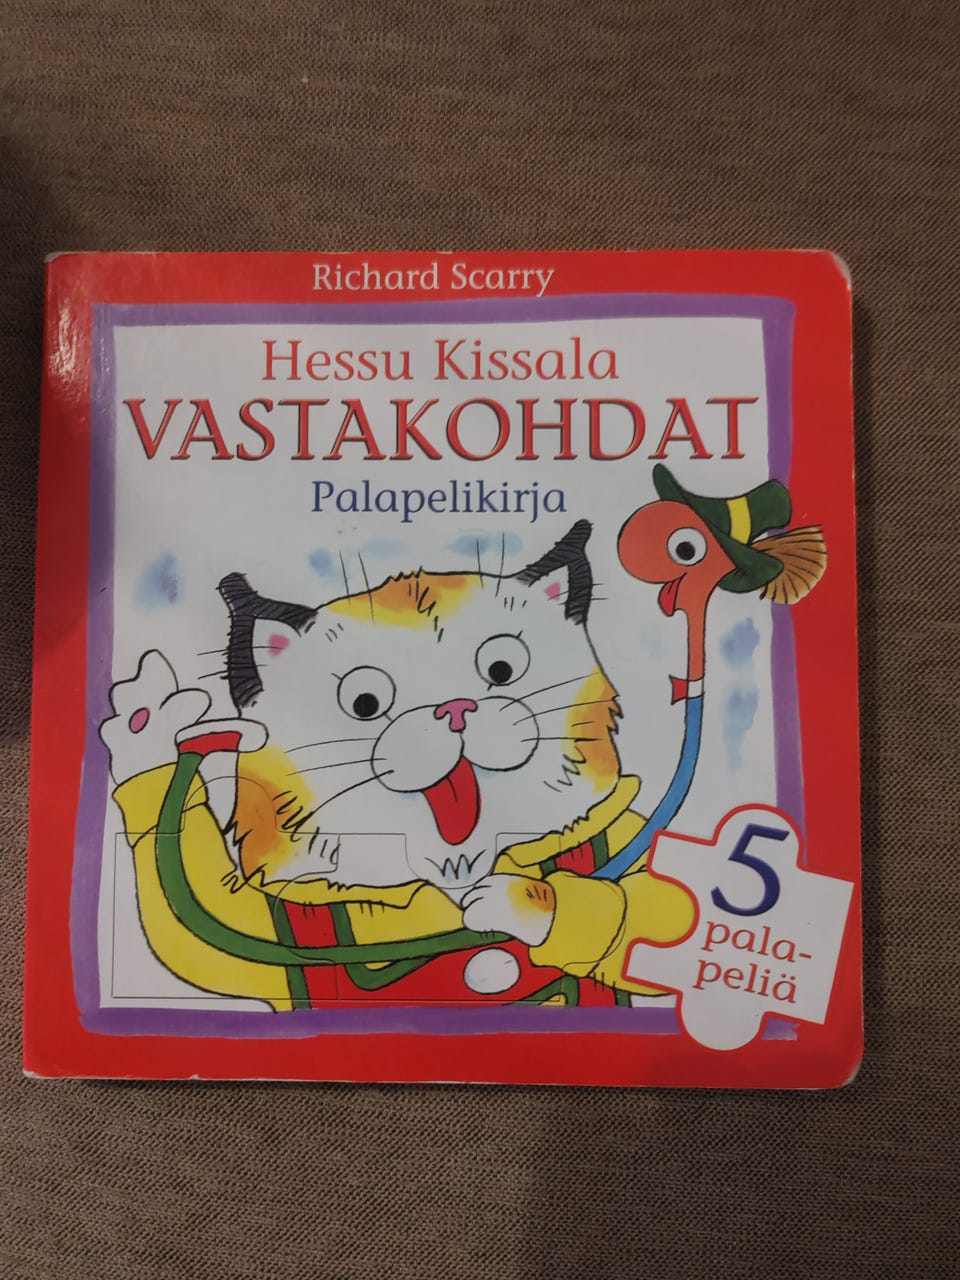 Richard Scarry
Hessu Kissala
VASTAKOHDAT
Palapelikirja
5
pala-
peliä